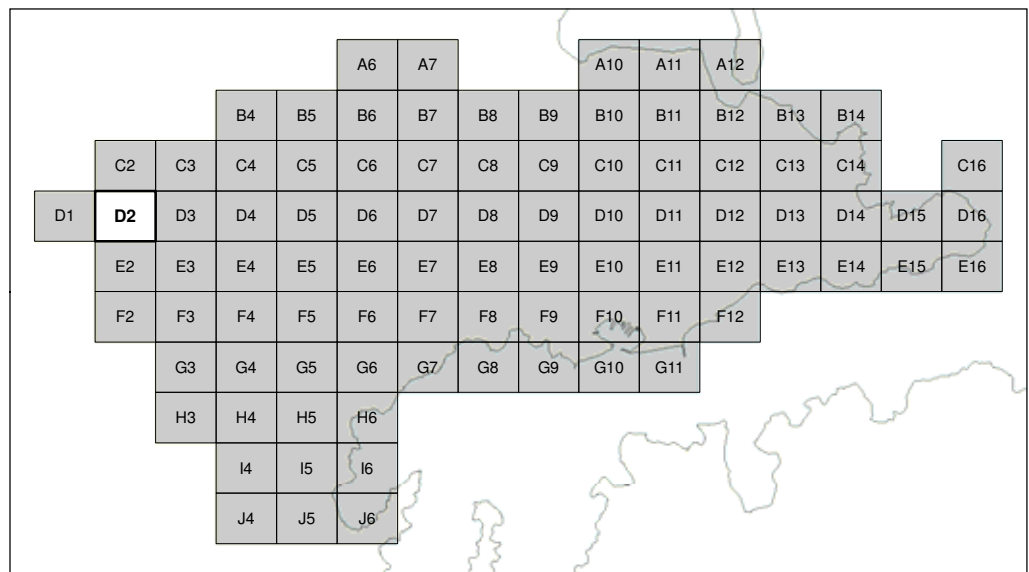 A6 A7 A10 A11 A12
B4 B5 B6 B7 B8 B9 B10 B11 B12 B13 B14
C2 C3 C4 C5 C6 C7 C8 C9 C10 C11 C12 C13 C14 C16
D1 D2 D3 D4 D5 D6 D7 D8 D9 D10 D11 D12 D13 D14 D15 D16
E2 E3 E4 E5 E6 E7 E8 E9 E10 E11 E12 E13 E14 E15 E16
F2 F3 F4 F5 F6 F7 F8 F9 F10 F11 F12
G3 G4 G5 G6 G7 G8 G9 G10 G11
H3 H4 H5 H6
I4 I5 I6
J4 J5 J6